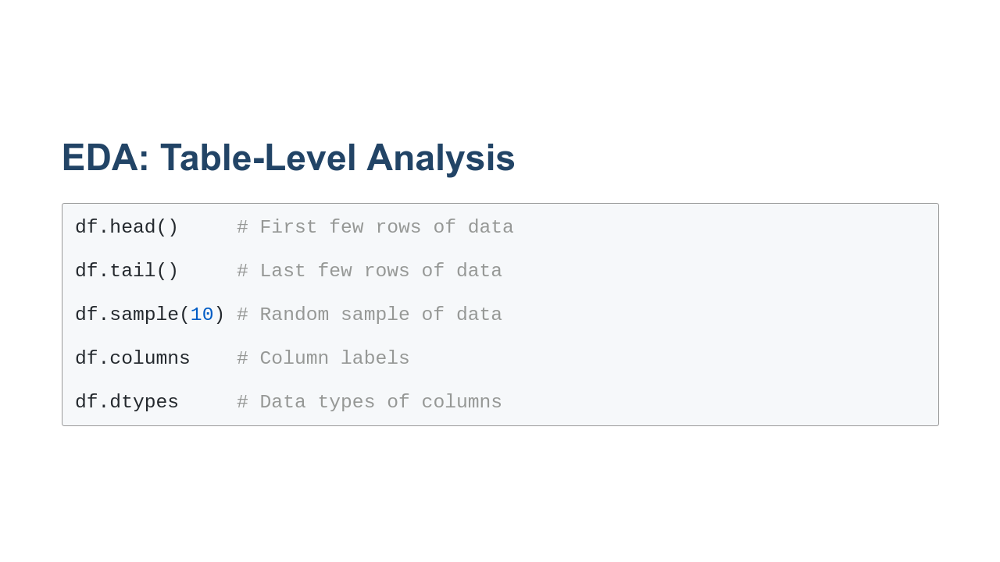 EDA: Table-Level Analysis
df.head()     # First few rows of data
df.tail()     # Last few rows of data
df.sample(10) # Random sample of data
df.columns    # Column labels
df.dtypes     # Data types of columns